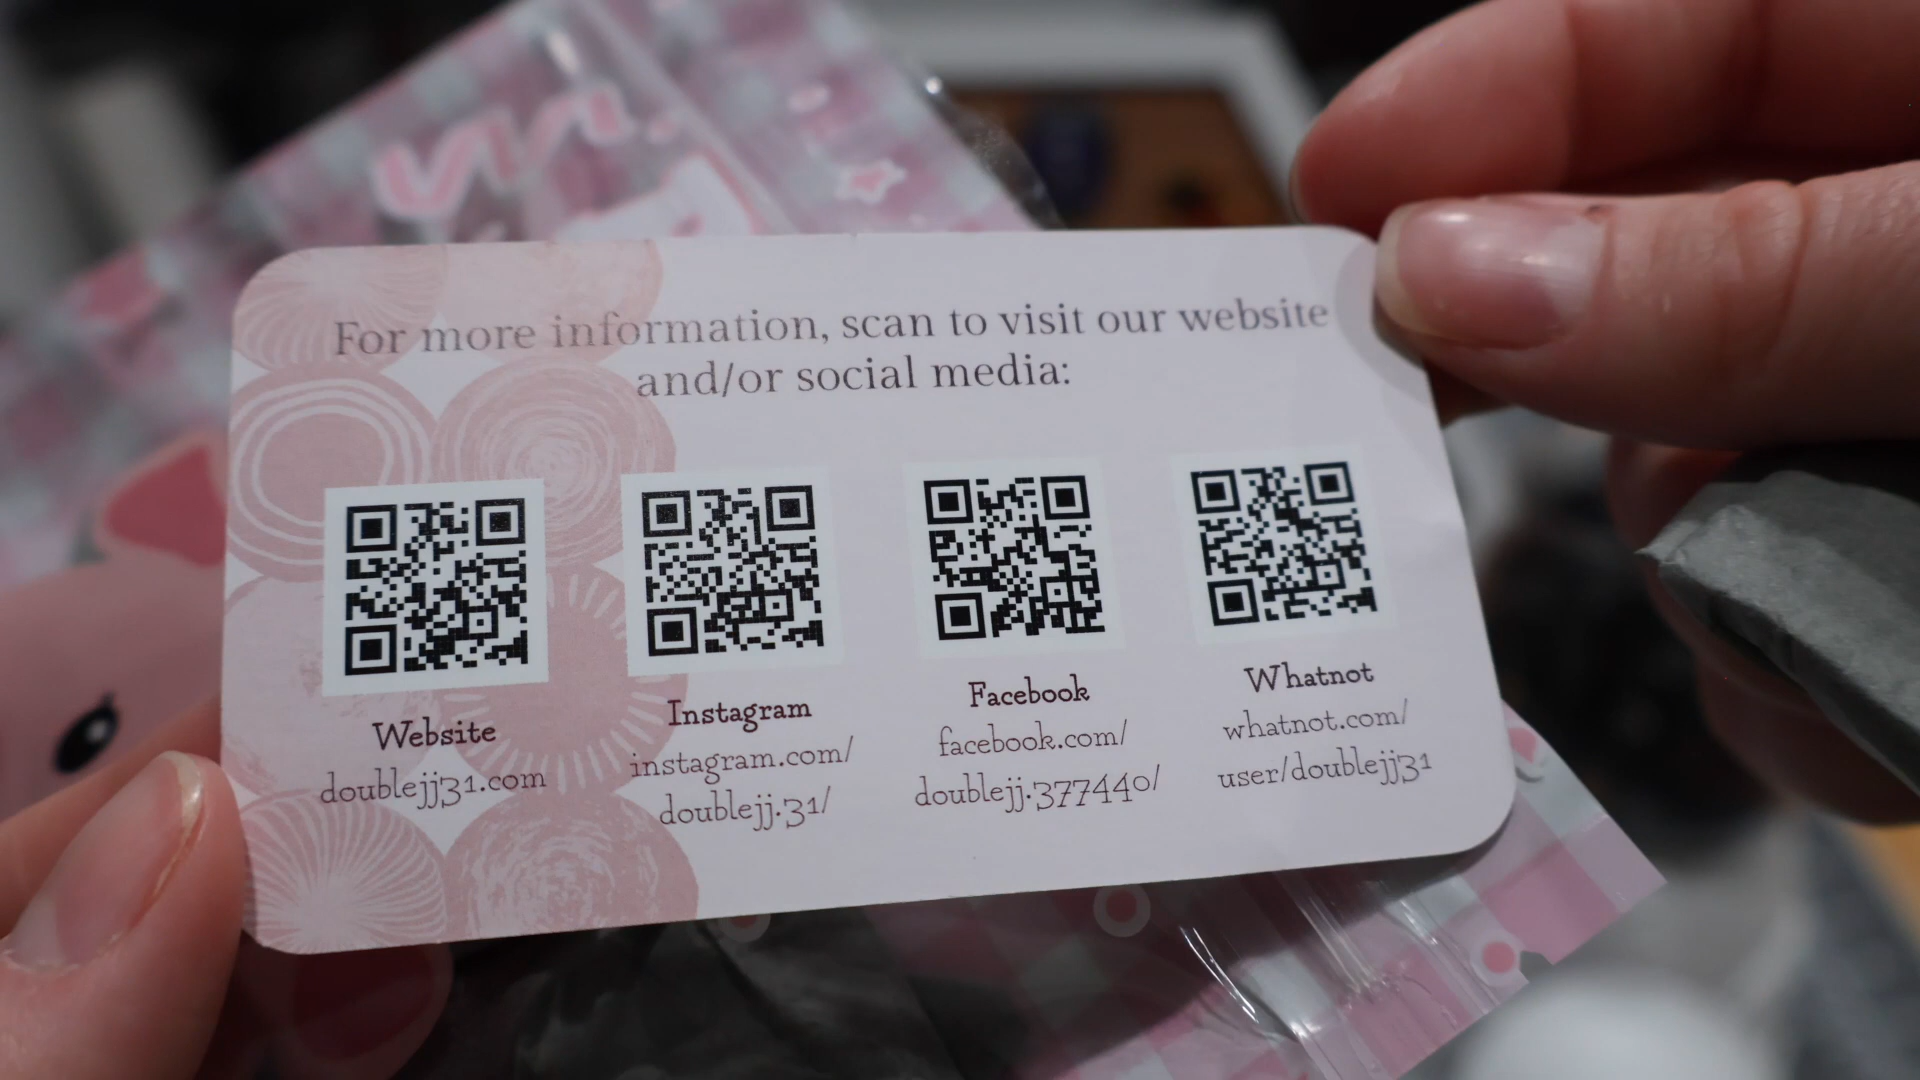 For more information, scan to visit our website
and/or social media:
Website
doublejj31.com
Instagram
instagram.com/
doublejj.31/
Facebook
facebook.com/
doublejj.377440/
Whatnot
whatnot.com/
user/doublejj31